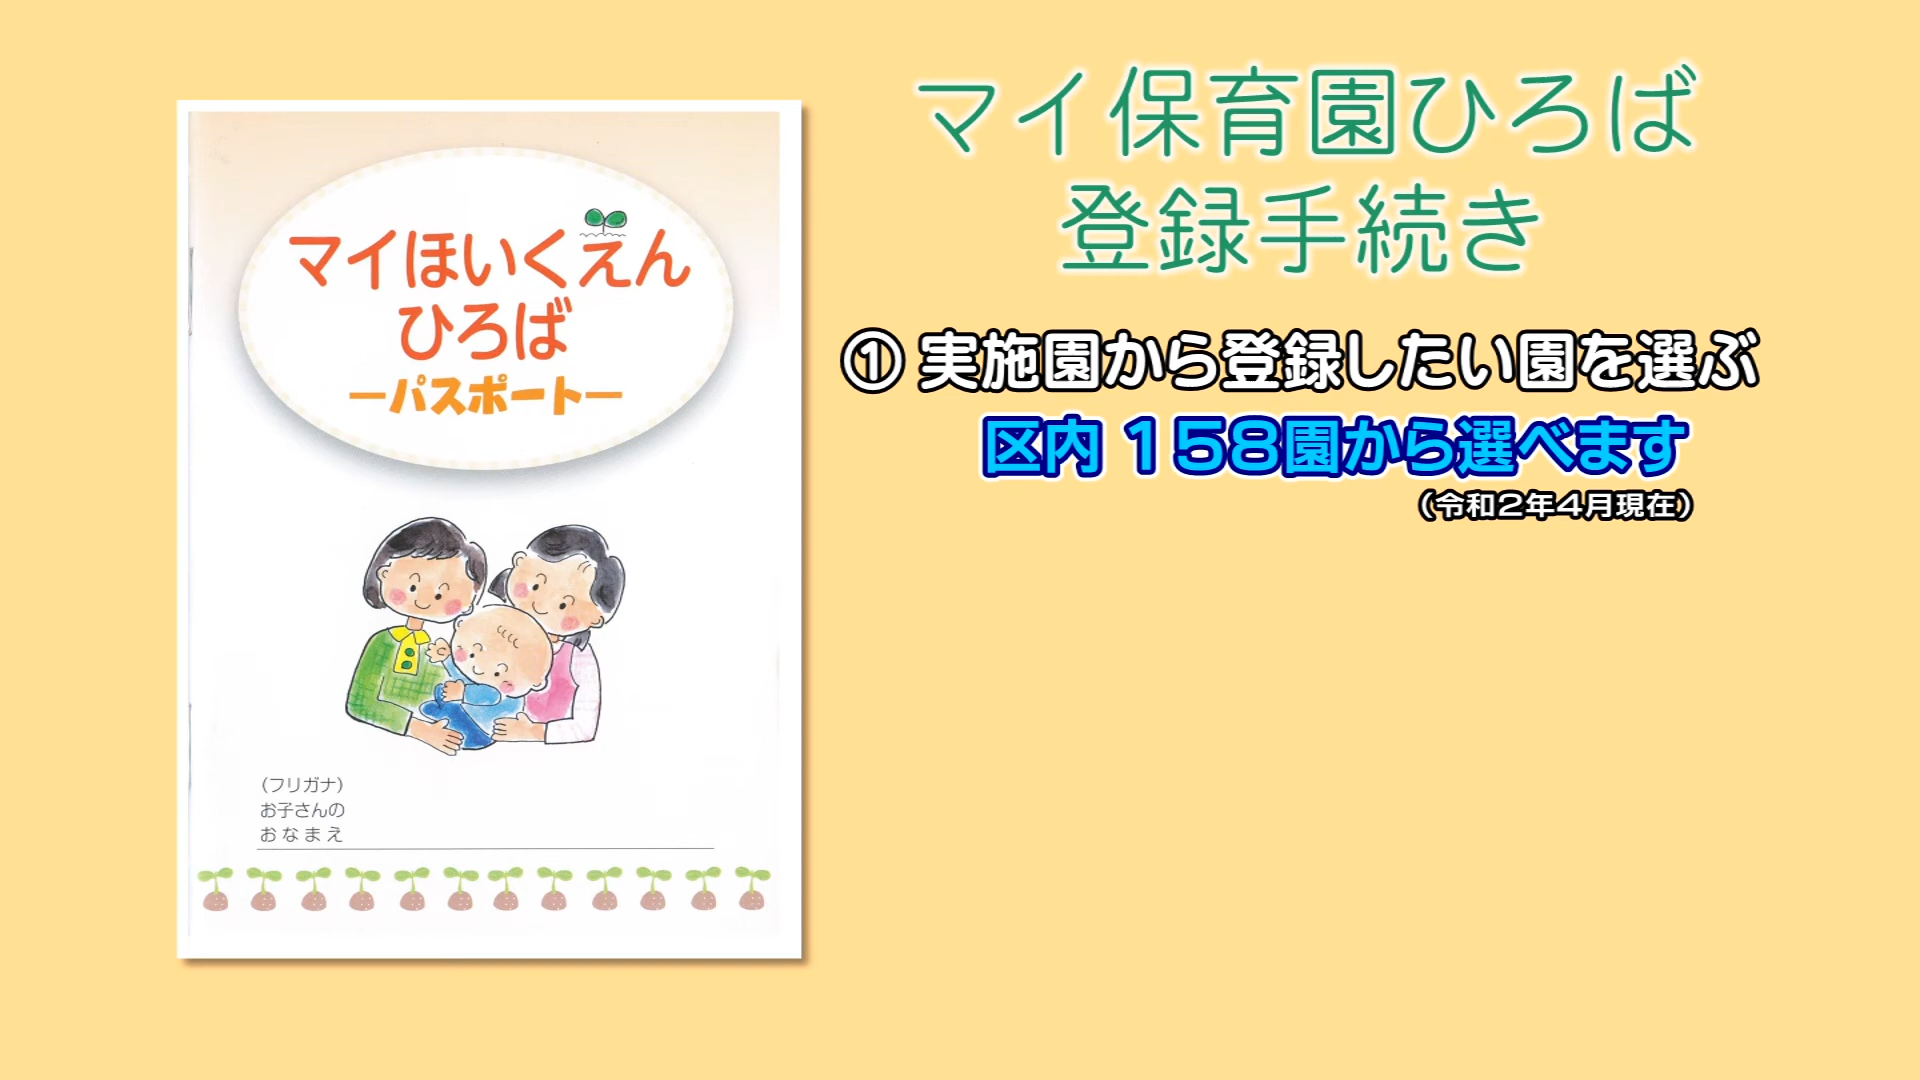 マイほいくえん
ひろば
ーパスポートー
（フリガナ）
お子さんの
おなまえ
マイ保育園ひろば
登録手続き
① 実施園から登録したい園を選ぶ
区内 158園から選べます
（令和2年4月現在）